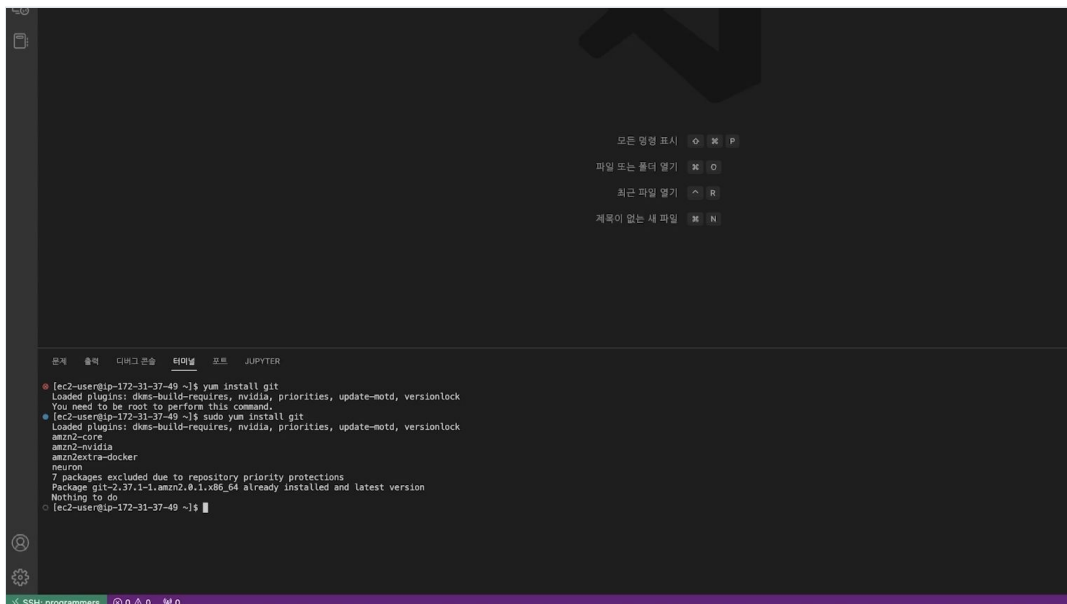 모든 명령 표시 ⇧ ⌘ P
파일 또는 폴더 열기 ⌘ O
최근 파일 열기 ^ R
제목이 없는 새 파일 ⌘ N
문제 출력 디버그 콘솔 터미널 포트 JUPYTER
[ec2-user@ip-172-31-37-49 ~]$ yum install git
Loaded plugins: dkms-build-requires, nvidia, priorities, update-motd, versionlock
You need to be root to perform this command.
[ec2-user@ip-172-31-37-49 ~]$ sudo yum install git
Loaded plugins: dkms-build-requires, nvidia, priorities, update-motd, versionlock
amzn2-core
amzn2-nvidia
amzn2extra-docker
neuron
7 packages excluded due to repository priority protections
Package git-2.37.1-1.amzn2.0.1.x86_64 already installed and latest version
Nothing to do
[ec2-user@ip-172-31-37-49 ~]$
SSH: programmers 0 0 0